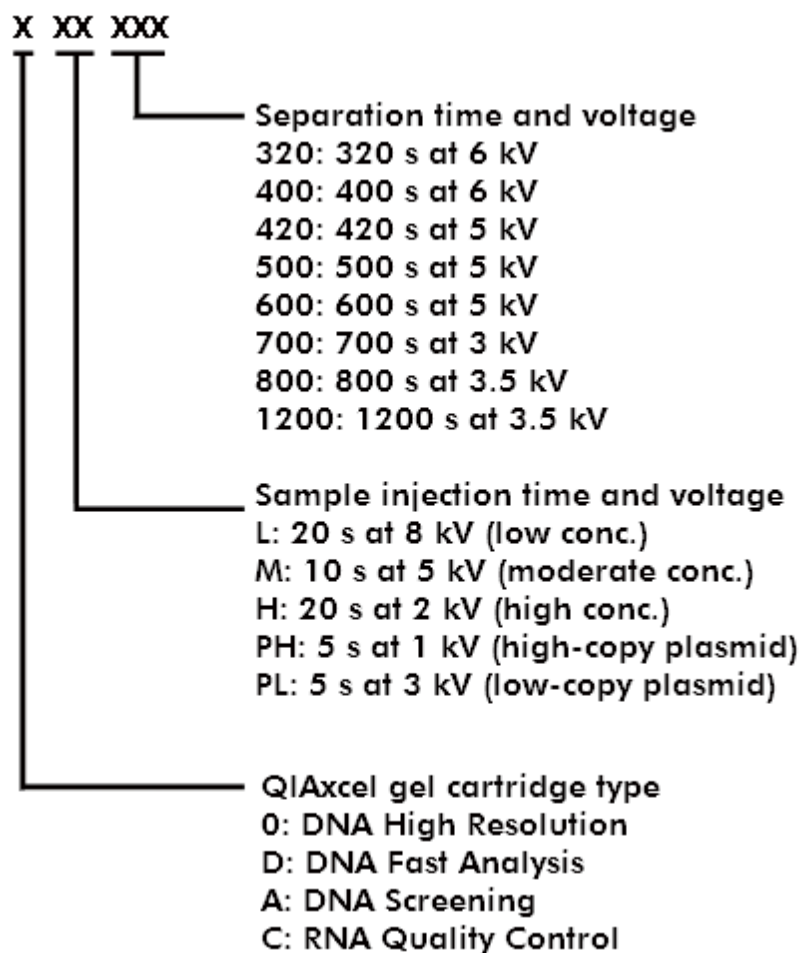 X XX XXX
Separation time and voltage
320: 320 s at 6 kV
400: 400 s at 6 kV
420: 420 s at 5 kV
500: 500 s at 5 kV
600: 600 s at 5 kV
700: 700 s at 3 kV
800: 800 s at 3.5 kV
1200: 1200 s at 3.5 kV
Sample injection time and voltage
L: 20 s at 8 kV (low conc.)
M: 10 s at 5 kV (moderate conc.)
H: 20 s at 2 kV (high conc.)
PH: 5 s at 1 kV (high-copy plasmid)
PL: 5 s at 3 kV (low-copy plasmid)
QIAxcel gel cartridge type
0: DNA High Resolution
D: DNA Fast Analysis
A: DNA Screening
C: RNA Quality Control